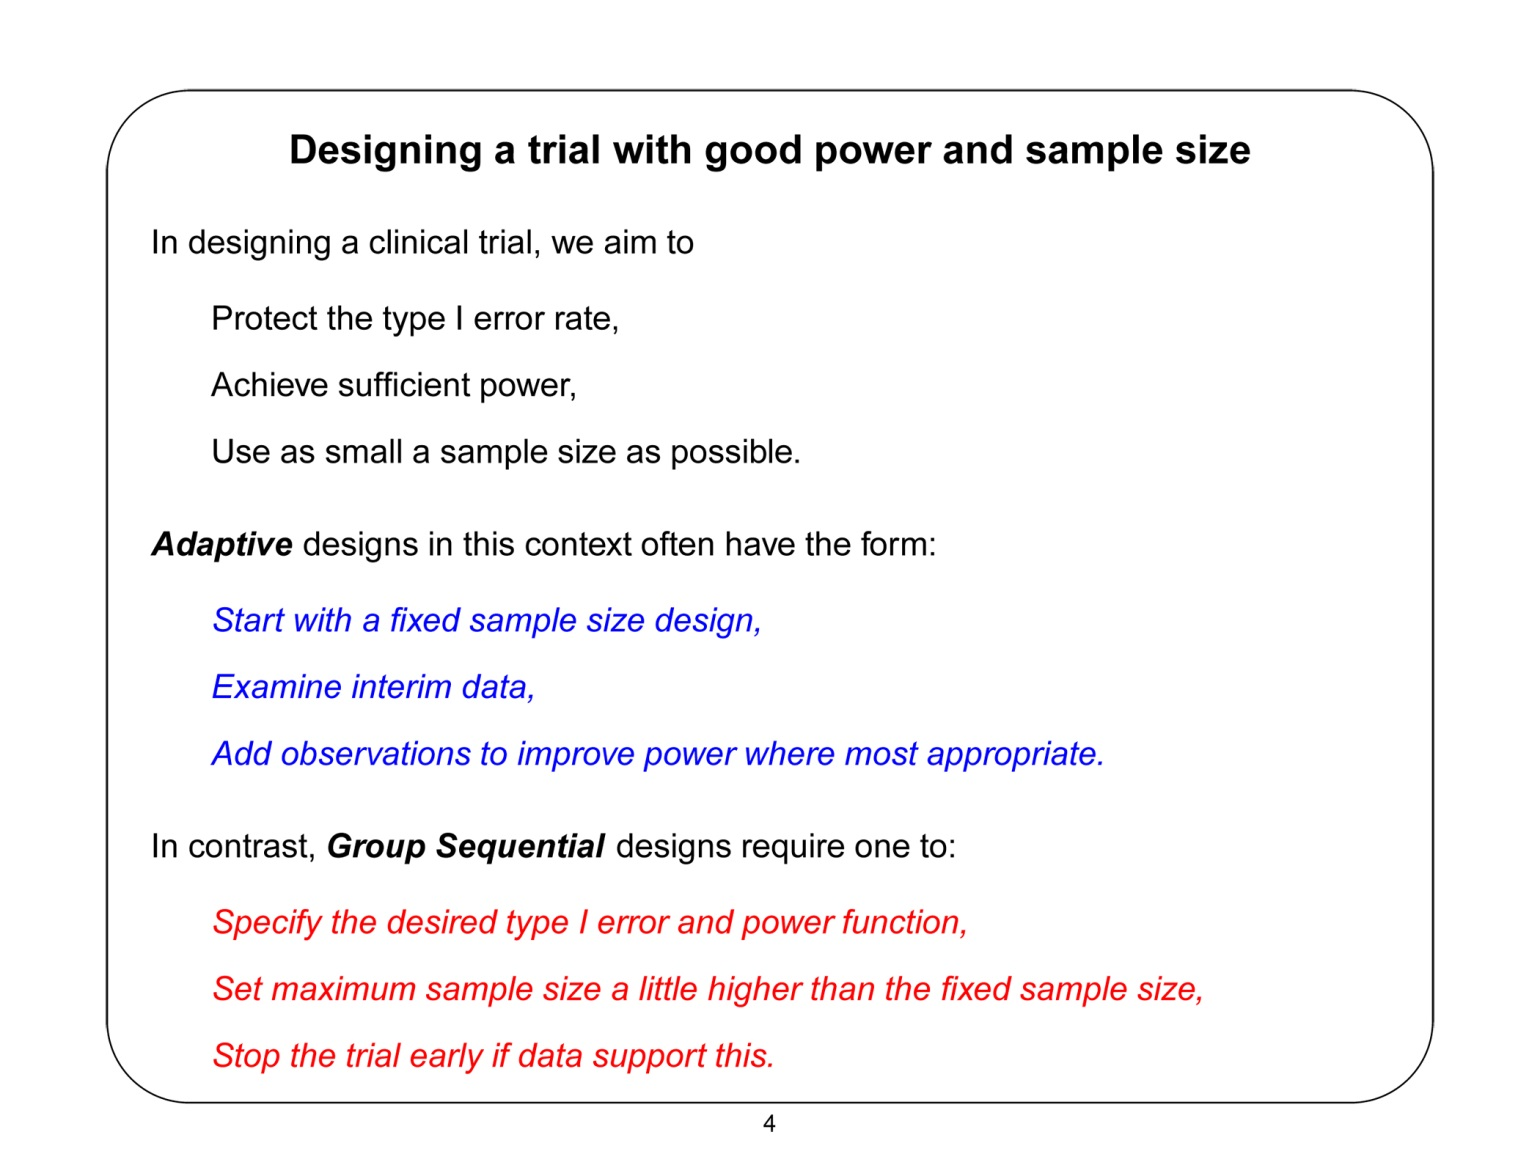 Designing a trial with good power and sample size
In designing a clinical trial, we aim to
Protect the type I error rate,
Achieve sufficient power,
Use as small a sample size as possible.
Adaptive designs in this context often have the form:
Start with a fixed sample size design,
Examine interim data,
Add observations to improve power where most appropriate.
In contrast, Group Sequential designs require one to:
Specify the desired type I error and power function,
Set maximum sample size a little higher than the fixed sample size,
Stop the trial early if data support this.
4